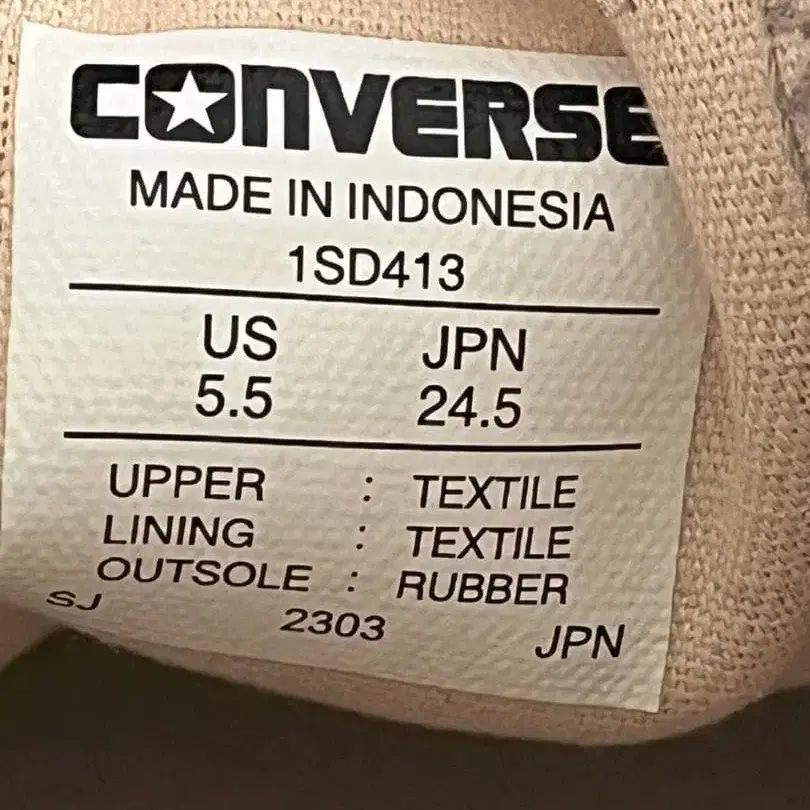 CONVERSE
MADE IN INDONESIA
1SD413
US JPN
5.5 24.5
UPPER : TEXTILE
LINING : TEXTILE
OUTSOLE : RUBBER
SJ 2303 JPN